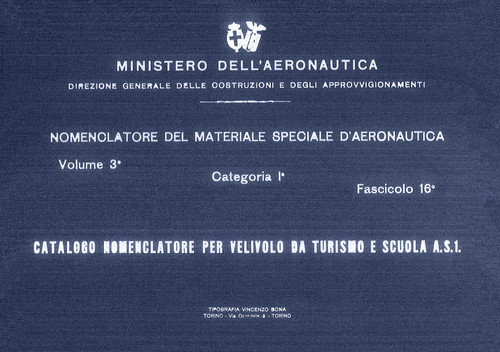 MINISTERO DELL'AERONAUTICA
DIREZIONE GENERALE DELLE COSTRUZIONI E DEGLI APPROVVIGIONAMENTI
NOMENCLATORE DEL MATERIALE SPECIALE D'AERONAUTICA
Volume 3°
Categoria I°
Fascicolo 16°
CATALOGO NOMENCLATORE PER VELIVOLO DA TURISMO E SCUOLA A.S.1.
TIPOGRAFIA VINCENZO BONA
TORINO - Via - TORINO